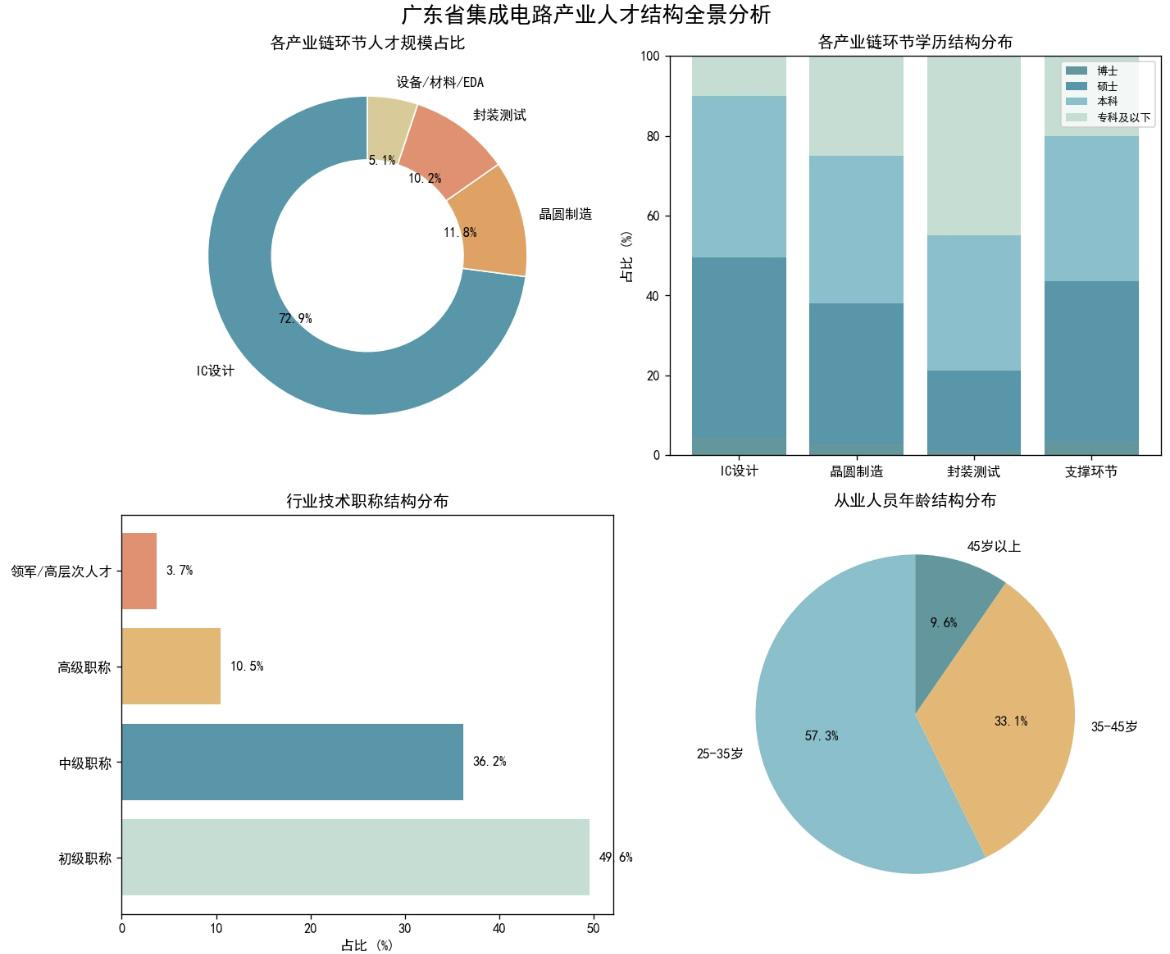 广东省集成电路产业人才结构全景分析
各产业链环节人才规模占比
设备/材料/EDA
封装测试
5.1%
10.2%
晶圆制造
11.8%
72.9%
IC设计
各产业链环节学历结构分布
100
80
60
40
20
0
占比 (%)
博士
硕士
本科
专科及以下
IC设计
晶圆制造
封装测试
支撑环节
行业技术职称结构分布
领军/高层次人才
3.7%
高级职称
10.5%
中级职称
36.2%
初级职称
49.6%
0
10
20
30
40
50
占比 (%)
从业人员年龄结构分布
45岁以上
9.6%
33.1%
35-45岁
57.3%
25-35岁